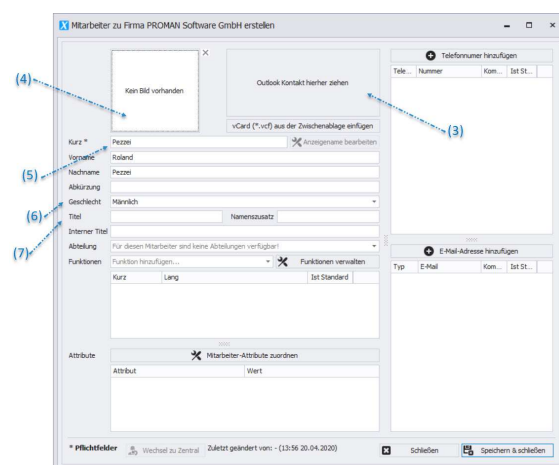 X Mitarbeiter zu Firma PROMAN Software GmbH erstellen
Kein Bild vorhanden
Outlook Kontakt hierher ziehen
vCard (*.vcf) aus der Zwischenablage einfügen
(4)
(3)
(5)
(6)
(7)
Kurz * Pezzei Anzeigename bearbeiten
Vorname Roland
Nachname Pezzei
Abkürzung
Geschlecht Männlich
Titel Namenszusatz
Interner Titel
Abteilung Für diesen Mitarbeiter sind keine Abteilungen verfügbar!
Funktionen Funktion hinzufügen... Funktionen verwalten
Kurz Lang Ist Standard
Attribute Mitarbeiter-Attribute zuordnen
Attribut Wert
Telefonnumer hinzufügen
Tele... Nummer Kom... Ist St...
E-Mail-Adresse hinzufügen
Typ E-Mail Kom... Ist St...
* Pflichtfelder Wechsel zu Zentral Zuletzt geändert von: - (13:56 20.04.2020) Schließen Speichern & schließen